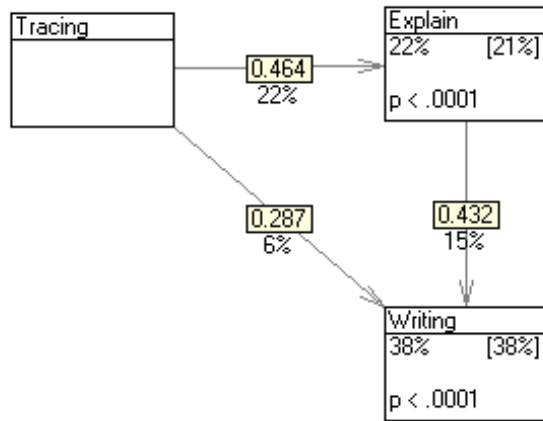 Tracing
Explain
22% [21%]
p < .0001
0.464
22%
0.287
6%
0.432
15%
Writing
38% [38%]
p < .0001